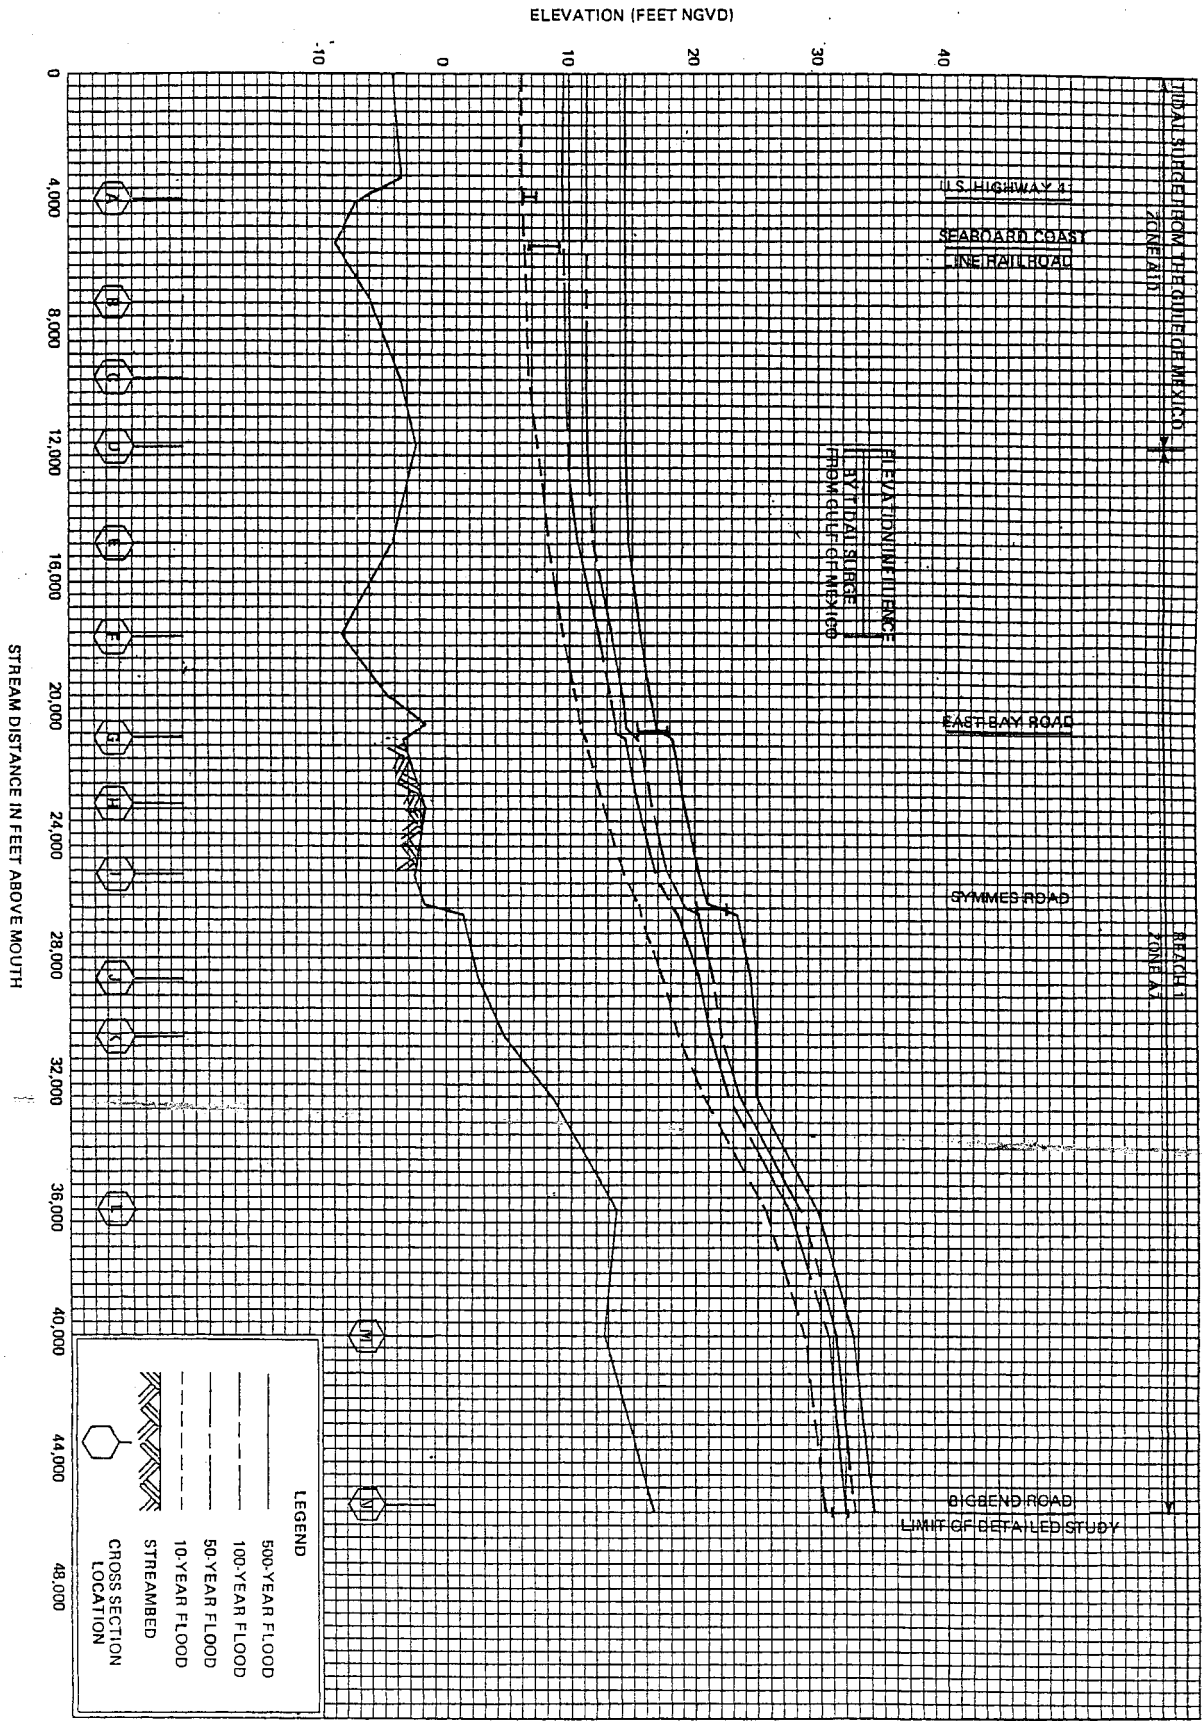 ELEVATION (FEET NGVD)
-10
0
10
20
30
40
0
4,000
8,000
12,000
16,000
20,000
24,000
28,000
32,000
36,000
40,000
44,000
48,000
STREAM DISTANCE IN FEET ABOVE MOUTH
TIDAL SURGE FROM THE GULF OF MEXICO
ZONE A10
REACH 1
ZONE A7
U.S. HIGHWAY 41
SEABOARD COAST
LINE RAILROAD
ELEVATION INFLUENCE
BY TIDAL SURGE
FROM GULF OF MEXICO
EAST BAY ROAD
SYMMES ROAD
BIG BEND ROAD
LIMIT OF DETAILED STUDY
A
B
C
D
E
F
G
H
I
J
K
L
M
N
LEGEND
500-YEAR FLOOD
100-YEAR FLOOD
50-YEAR FLOOD
10-YEAR FLOOD
STREAMBED
CROSS SECTION
LOCATION